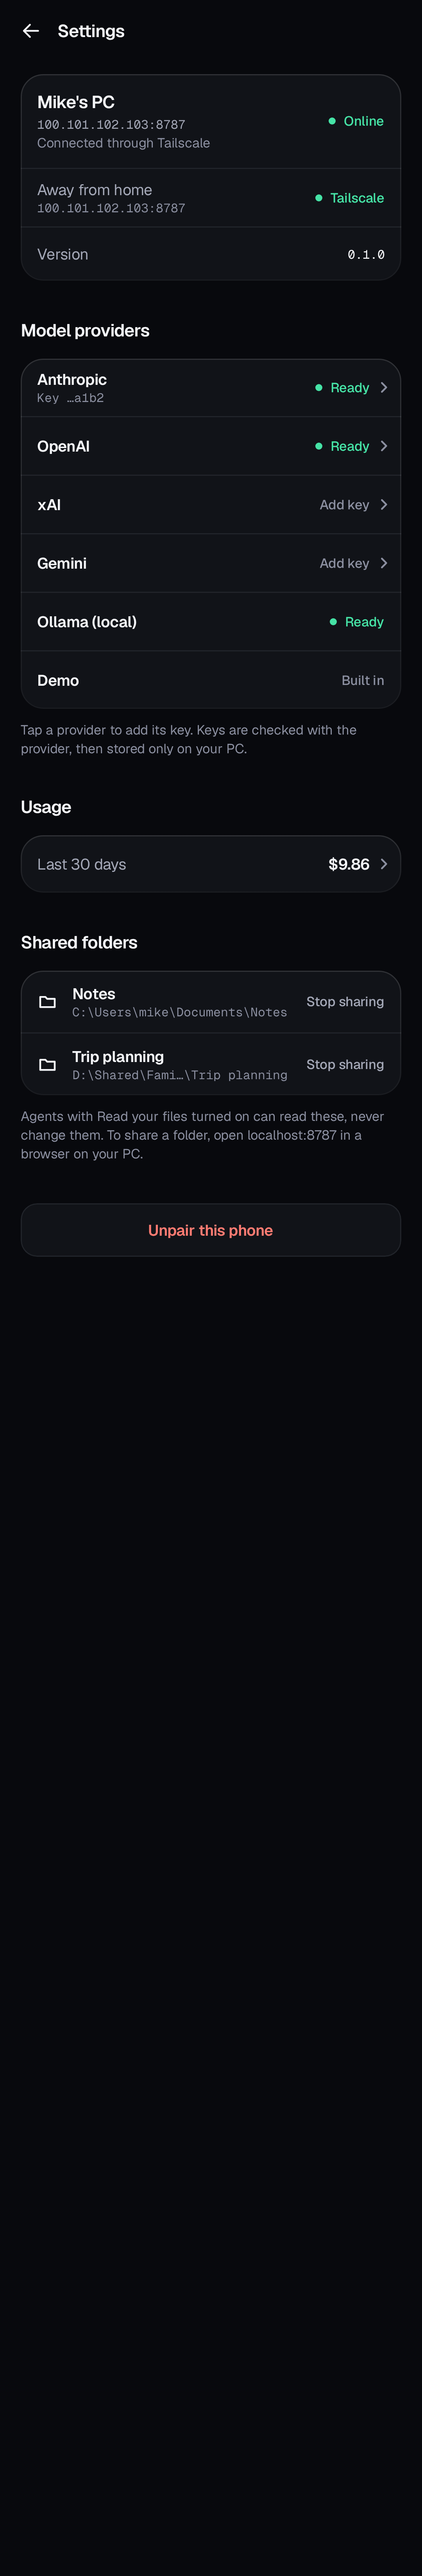 Settings
Mike's PC
100.101.102.103:8787
Connected through Tailscale
Online
Away from home
100.101.102.103:8787
Tailscale
Version
0.1.0
Model providers
Anthropic
Key …a1b2
Ready
OpenAI
Ready
xAI
Add key
Gemini
Add key
Ollama (local)
Ready
Demo
Built in
Tap a provider to add its key. Keys are checked with the
provider, then stored only on your PC.
Usage
Last 30 days
$9.86
Shared folders
Notes
C:\Users\mike\Documents\Notes
Stop sharing
Trip planning
D:\Shared\Fami…\Trip planning
Stop sharing
Agents with Read your files turned on can read these, never
change them. To share a folder, open localhost:8787 in a
browser on your PC.
Unpair this phone